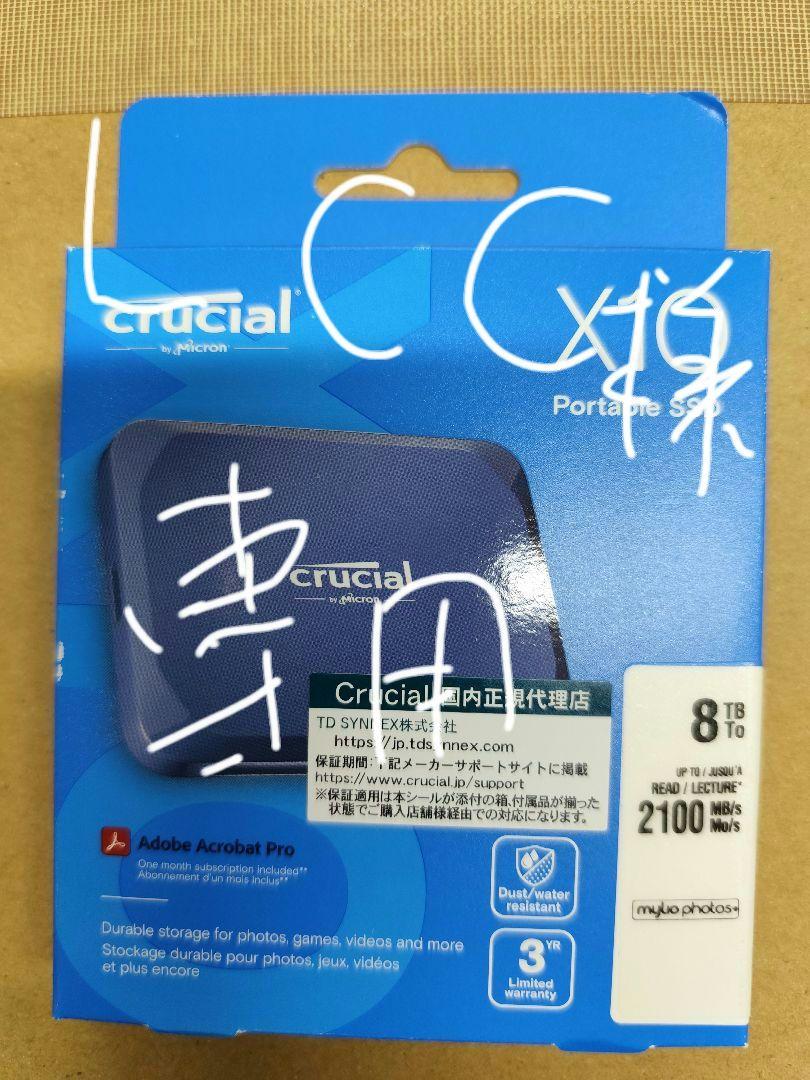 LCC様
crucial®
by Micron
X10
Portable SSD
専用
crucial
by Micron
Crucial 国内正規代理店
TD SYNNEX株式会社
https://jp.tdsynnex.com
保証期間:下記メーカーサポートサイトに掲載
https://www.crucial.jp/support
※保証適用は本シールが添付の箱、付属品が揃った
状態でご購入店舗様経由での対応になります。
8 TB
To
UP TO / JUSQU'À
READ / LECTURE*
2100 MB/s
Mo/s
mylio photos+
Adobe Acrobat Pro
One month subscription included**
Abonnement d'un mois inclus**
Dust/water
resistant
Durable storage for photos, games, videos and more
Stockage durable pour photos, jeux, vidéos
et plus encore
3 YR
Limited
warranty